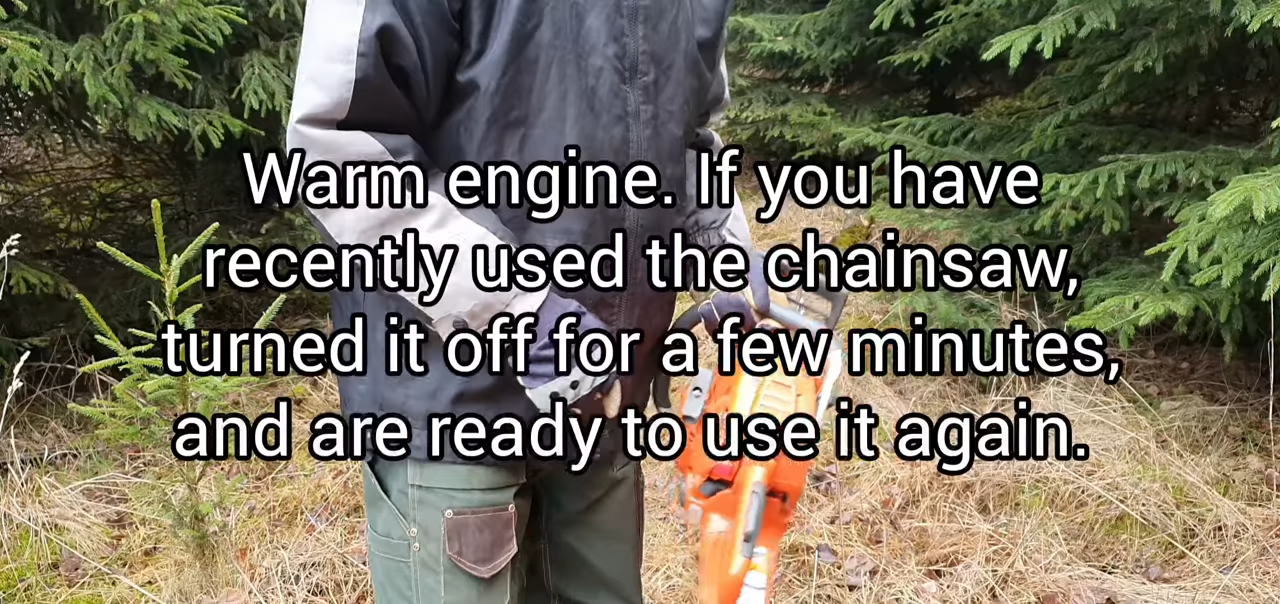 Warm engine. If you have
recently used the chainsaw,
turned it off for a few minutes,
and are ready to use it again.